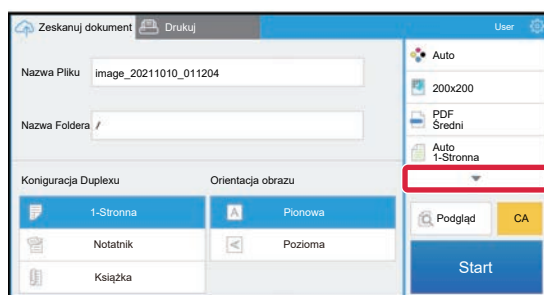 Zeskanuj dokument
Drukuj
User
Nazwa Pliku
image_20211010_011204
Nazwa Foldera
/
Koniguracja Duplexu
Orientacja obrazu
1-Stronna
Notatnik
Książka
A
Pionowa
Pozioma
Auto
200x200
PDF
Średni
Auto
1-Stronna
Podgląd
CA
Start